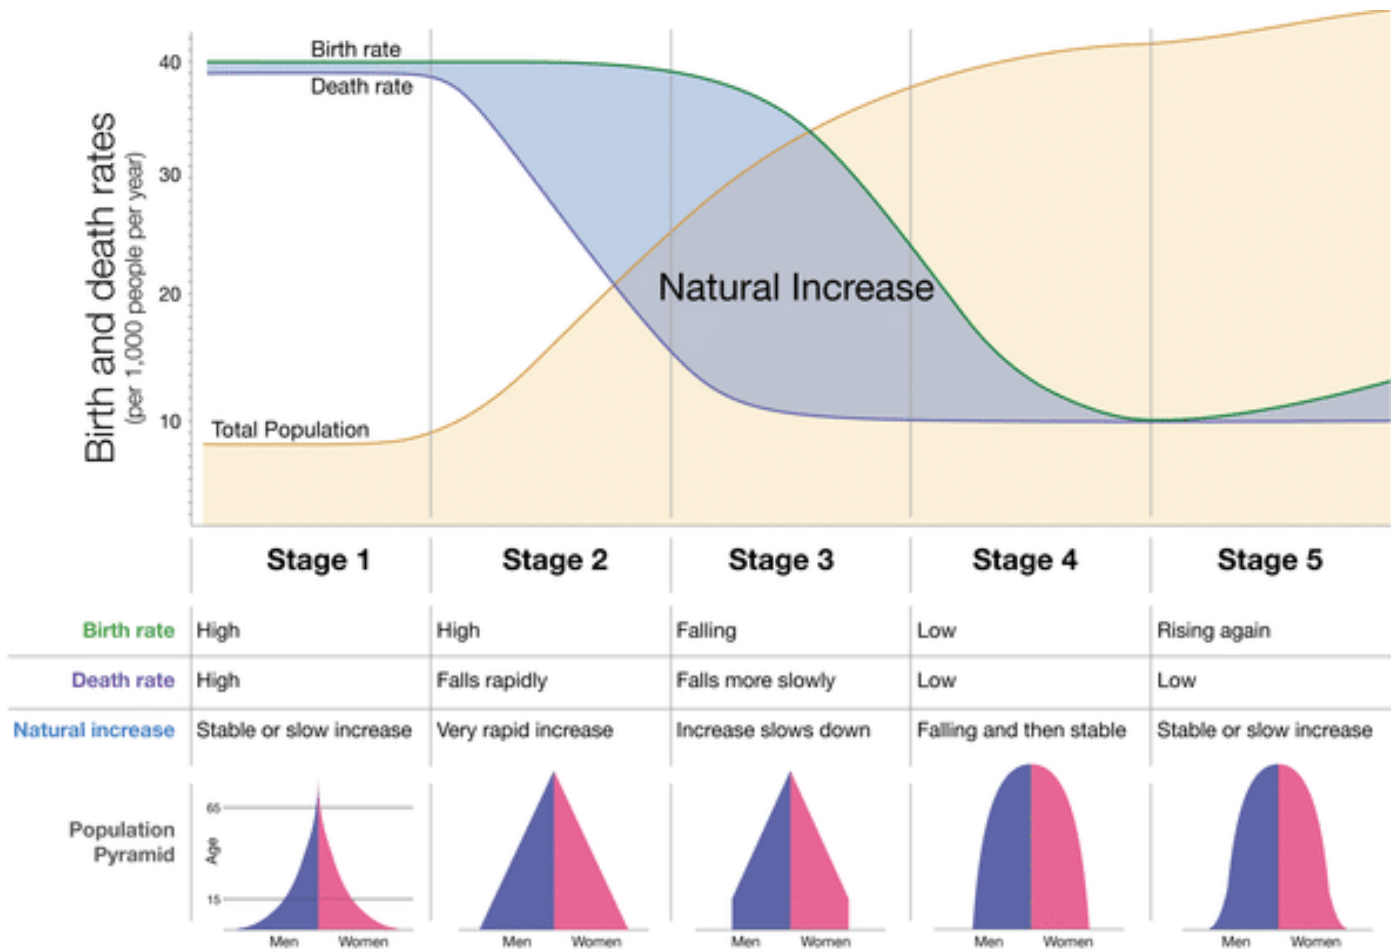 Birth and death rates
(per 1,000 people per year)
40
30
20
10
Birth rate
Death rate
Natural Increase
Total Population
Stage 1
Stage 2
Stage 3
Stage 4
Stage 5
Birth rate
High
High
Falling
Low
Rising again
Death rate
High
Falls rapidly
Falls more slowly
Low
Low
Natural increase
Stable or slow increase
Very rapid increase
Increase slows down
Falling and then stable
Stable or slow increase
Population
Pyramid
65
Age
15
Men
Women
Men
Women
Men
Women
Men
Women
Men
Women